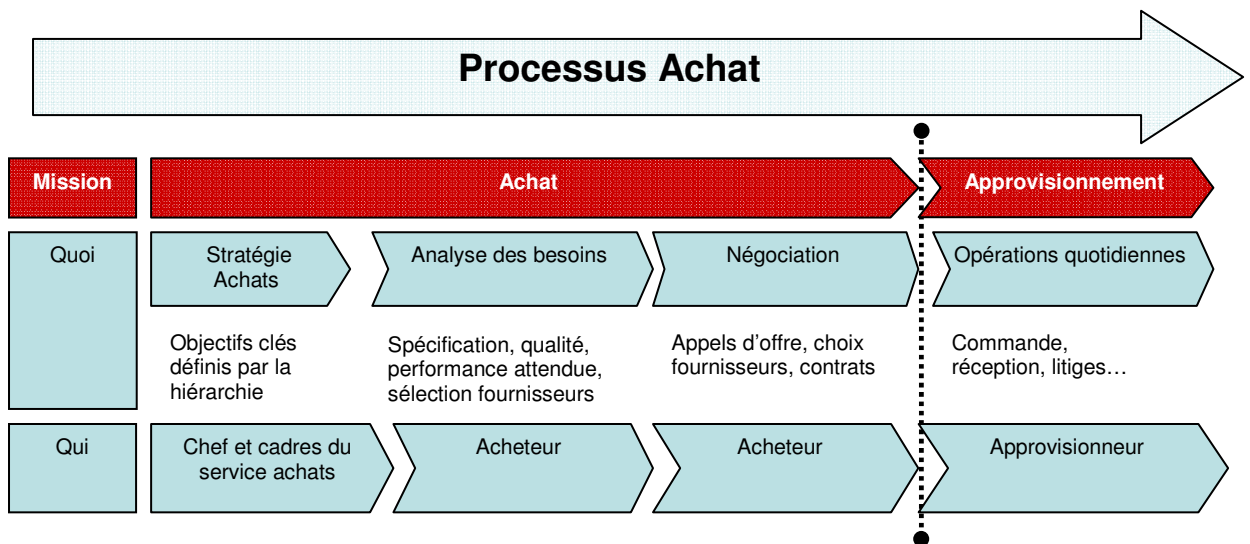 Processus Achat
Mission
Achat
Approvisionnement
Quoi
Stratégie
Achats
Analyse des besoins
Négociation
Opérations quotidiennes
Objectifs clés
définis par la
hiérarchie
Spécification, qualité,
performance attendue,
sélection fournisseurs
Appels d’offre, choix
fournisseurs, contrats
Commande,
réception, litiges…
Qui
Chef et cadres du
service achats
Acheteur
Acheteur
Approvisionneur